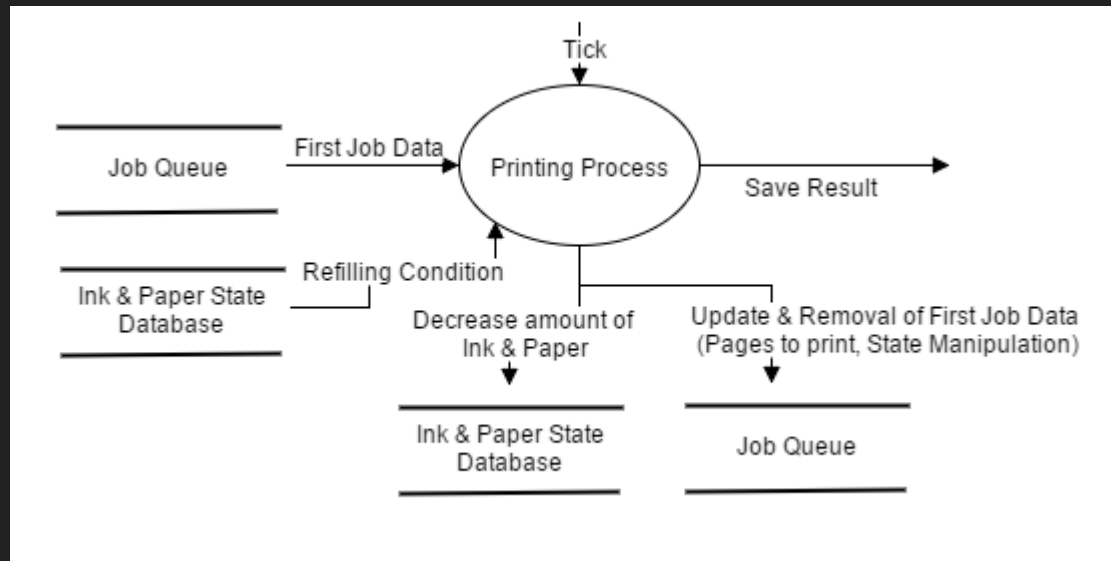 Tick
First Job Data
Job Queue
Printing Process
Save Result
Refilling Condition
Ink & Paper State
Database
Decrease amount of
Ink & Paper
Update & Removal of First Job Data
(Pages to print, State Manipulation)
Ink & Paper State
Database
Job Queue